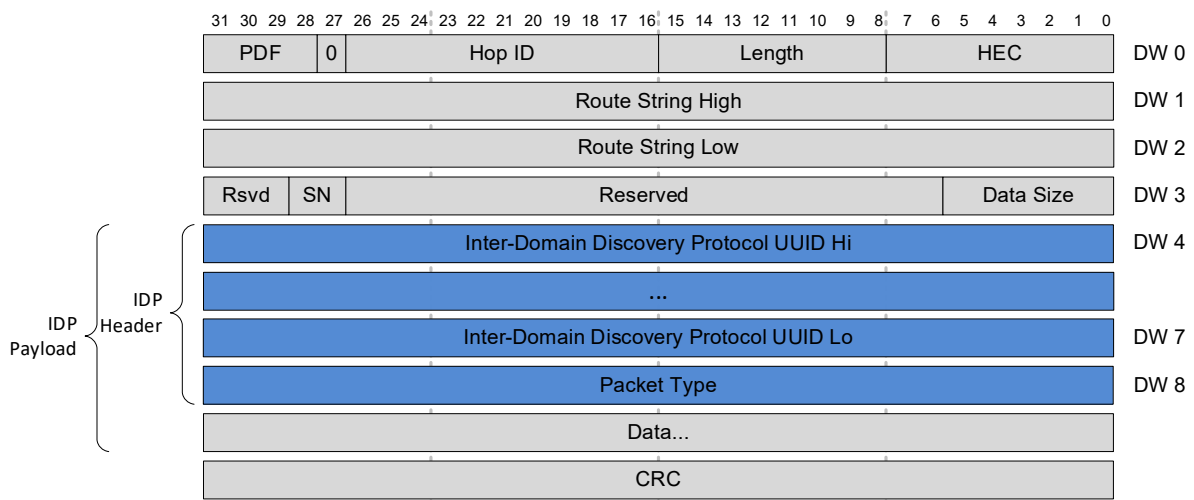 31 30 29 28 27 26 25 24 23 22 21 20 19 18 17 16 15 14 13 12 11 10 9 8 7 6 5 4 3 2 1 0
PDF 0 Hop ID Length HEC DW 0
Route String High DW 1
Route String Low DW 2
Rsvd SN Reserved Data Size DW 3
Inter-Domain Discovery Protocol UUID Hi DW 4
...
IDP
Header
IDP
Payload
Inter-Domain Discovery Protocol UUID Lo DW 7
Packet Type DW 8
Data...
CRC